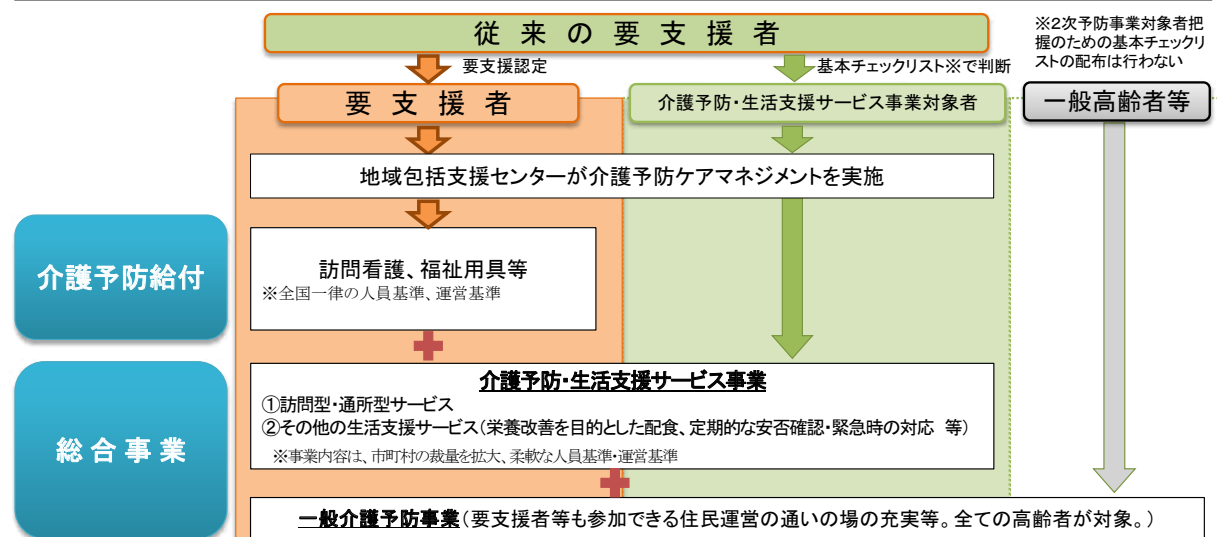 従来の要支援者
※２次予防事業対象者把
握のための基本チェックリ
ストの配布は行わない
要支援認定
基本チェックリスト※で判断
要支援者
介護予防・生活支援サービス事業対象者
一般高齢者等
地域包括支援センターが介護予防ケアマネジメントを実施
介護予防給付
訪問看護、福祉用具等
※全国一律の人員基準、運営基準
総合事業
介護予防・生活支援サービス事業
①訪問型・通所型サービス
②その他の生活支援サービス（栄養改善を目的とした配食、定期的な安否確認・緊急時の対応　等）
※事業内容は、市町村の裁量を拡大、柔軟な人員基準・運営基準
一般介護予防事業（要支援者等も参加できる住民運営の通いの場の充実等。全ての高齢者が対象。）